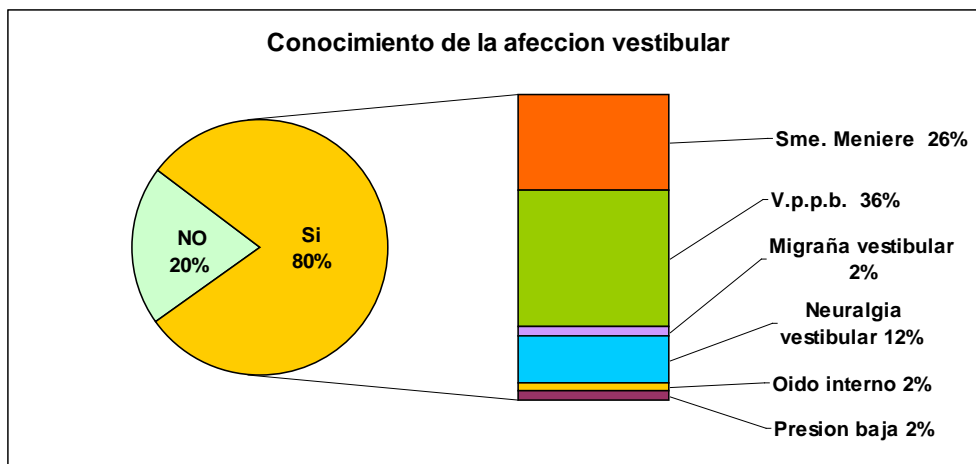 Conocimiento de la afeccion vestibular
NO
20%
Si
80%
Sme. Meniere 26%
V.p.p.b. 36%
Migraña vestibular
2%
Neuralgia
vestibular 12%
Oido interno 2%
Presion baja 2%